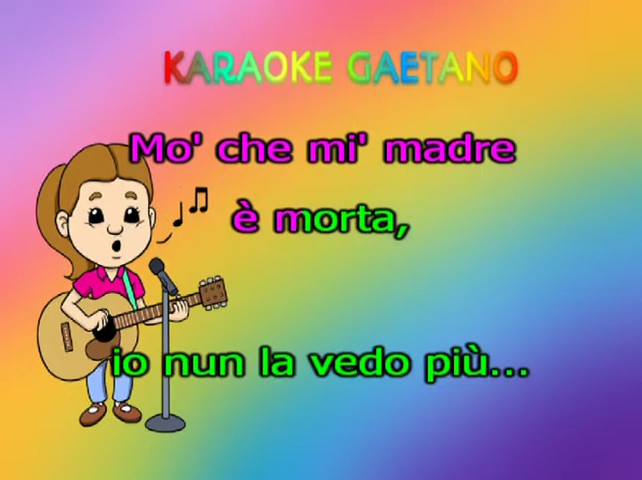 KARAOKE GAETANO
Mo' che mi' madre
è morta,
io nun la vedo più...